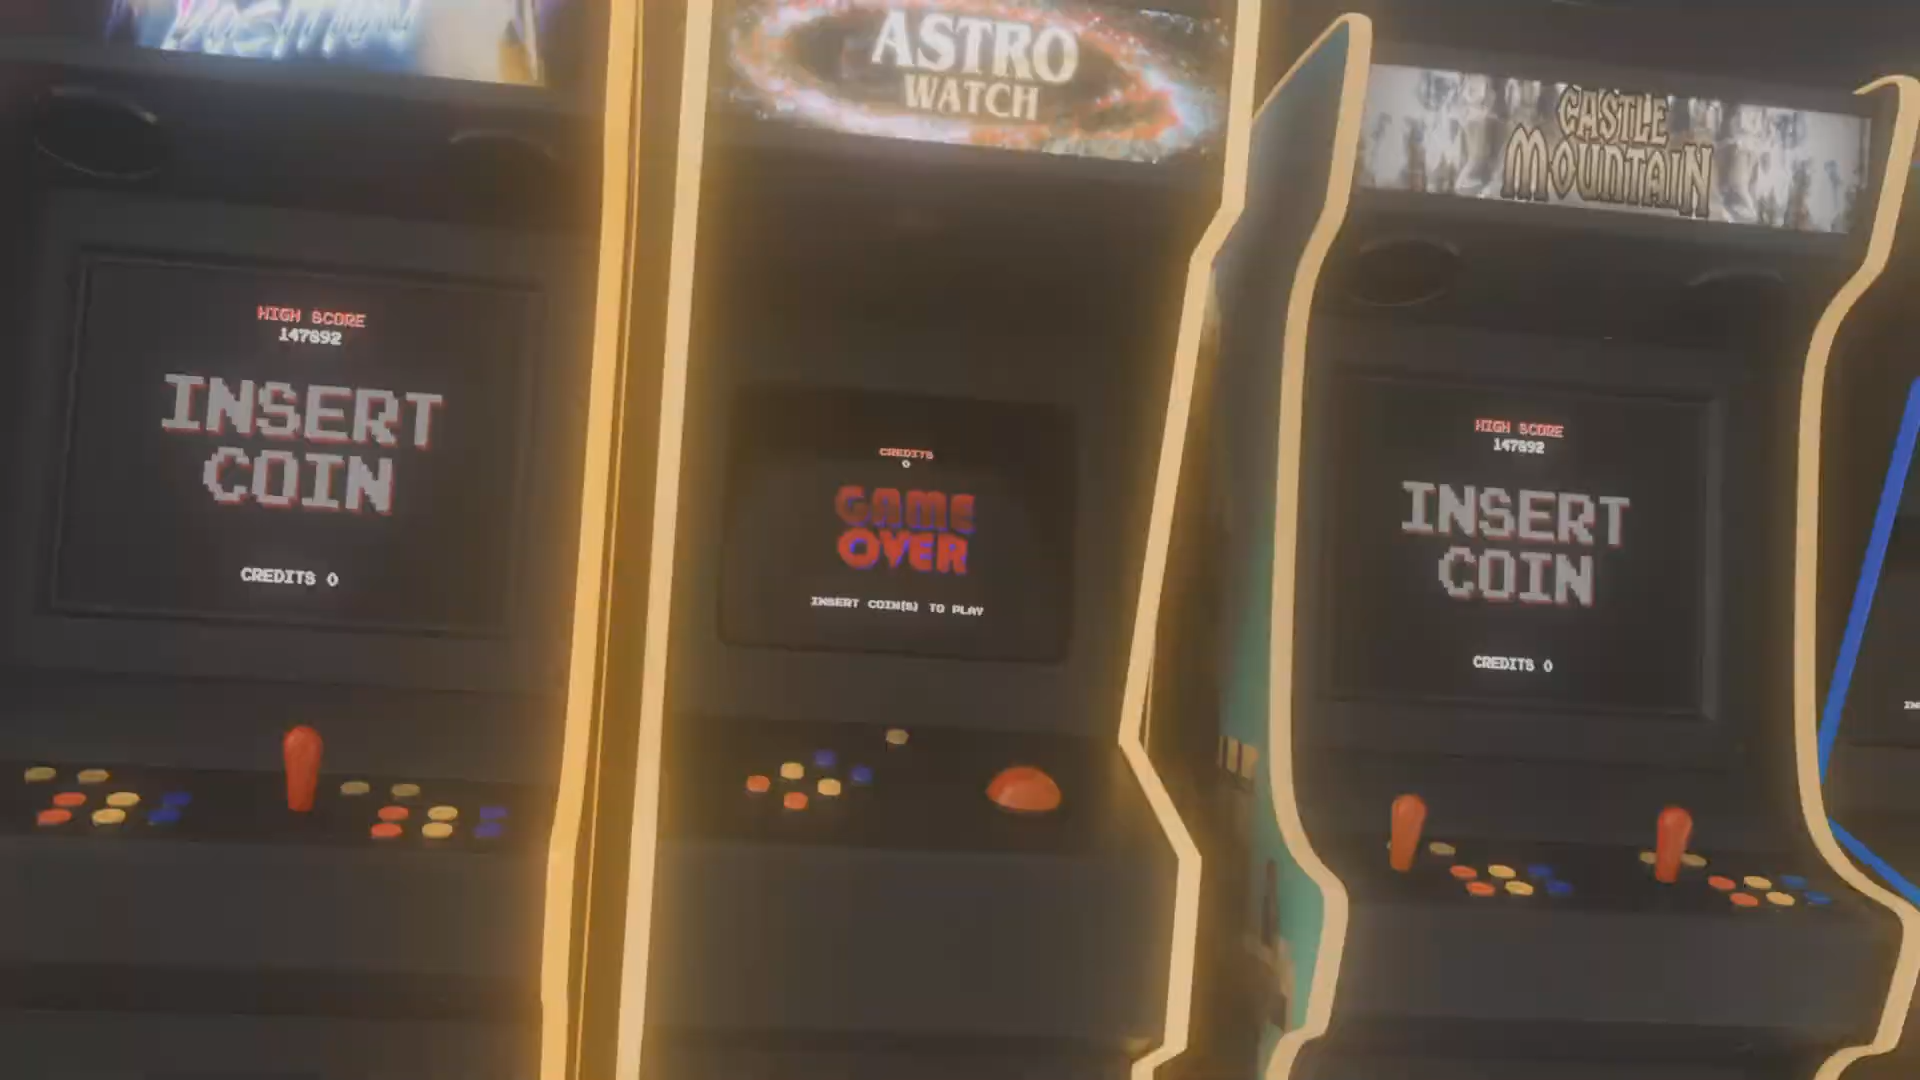 POSITION
HIGH SCORE
147892
INSERT
COIN
CREDITS 0
ASTRO
WATCH
CREDITS
0
GAME
OVER
INSERT COIN(S) TO PLAY
CASTLE
MOUNTAIN
HIGH SCORE
147892
INSERT
COIN
CREDITS 0